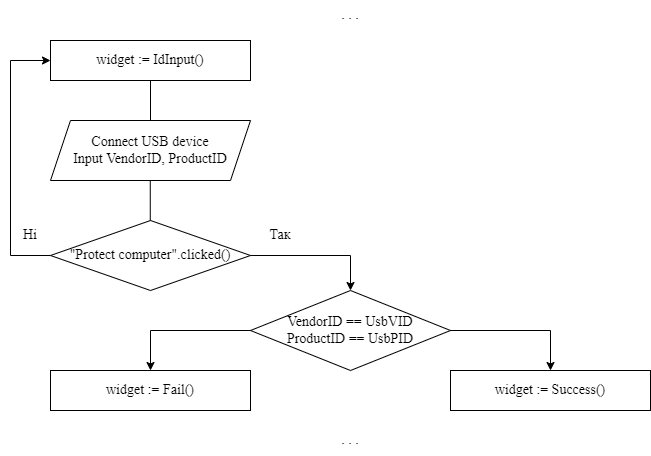 . . .
widget := IdInput()
Connect USB device
Input VendorID, ProductID
Ні
Так
"Protect computer".clicked()
VendorID == UsbVID
ProductID == UsbPID
widget := Fail()
widget := Success()
. . .